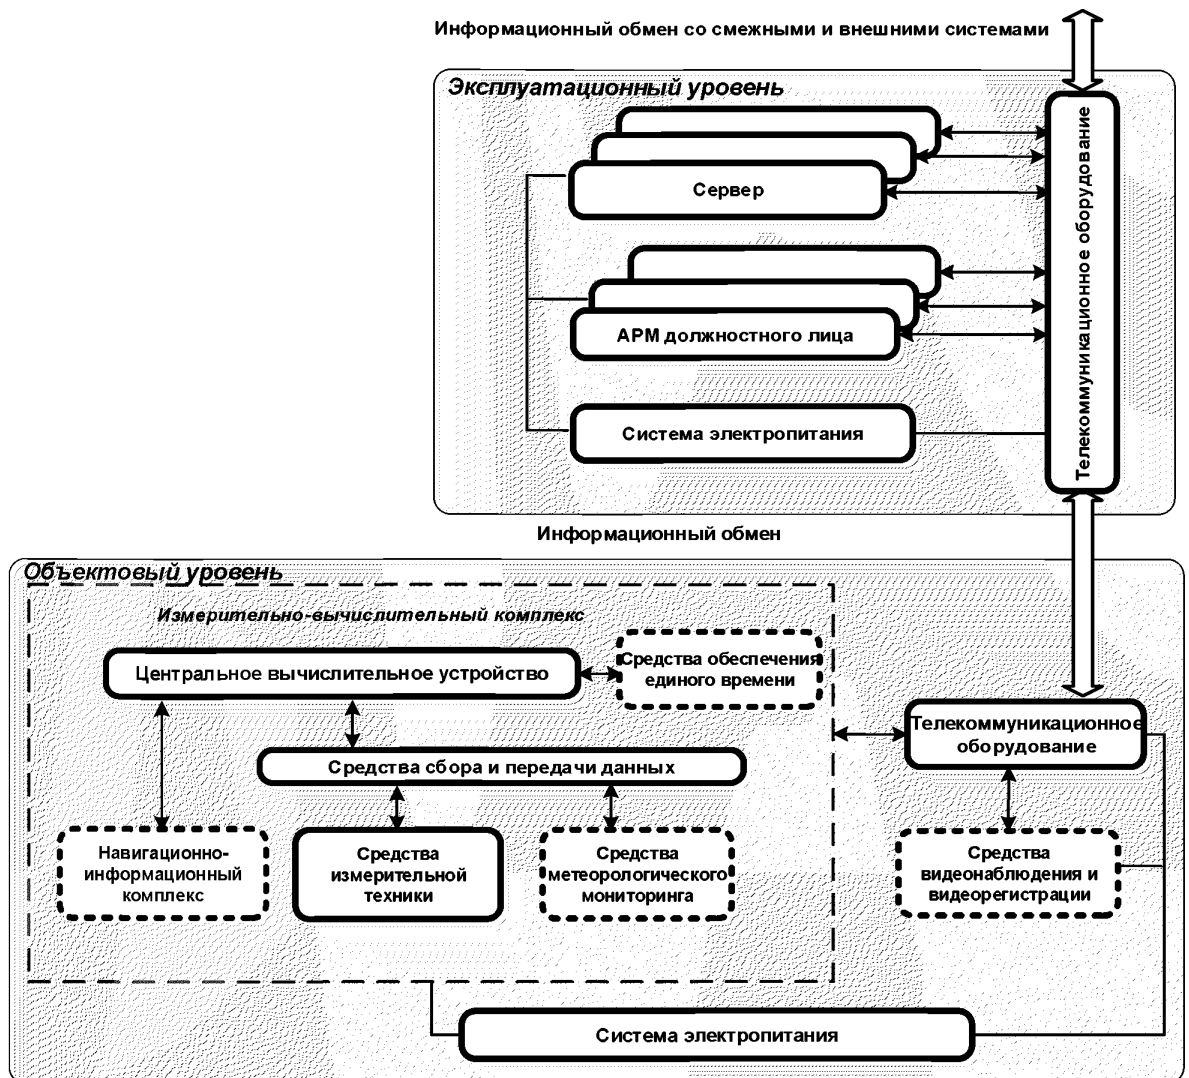 Информационный обмен со смежными и внешними системами
Эксплуатационный уровень
Сервер
АРМ должностного лица
Система электропитания
Телекоммуникационное оборудование
Информационный обмен
Объектовый уровень
Измерительно-вычислительный комплекс
Центральное вычислительное устройство
Средства обеспечения
единого времени
Телекоммуникационное
оборудование
Средства сбора и передачи данных
Навигационно-
информационный
комплекс
Средства
измерительной
техники
Средства
метеорологического
мониторинга
Средства
видеонаблюдения и
видеорегистрации
Система электропитания